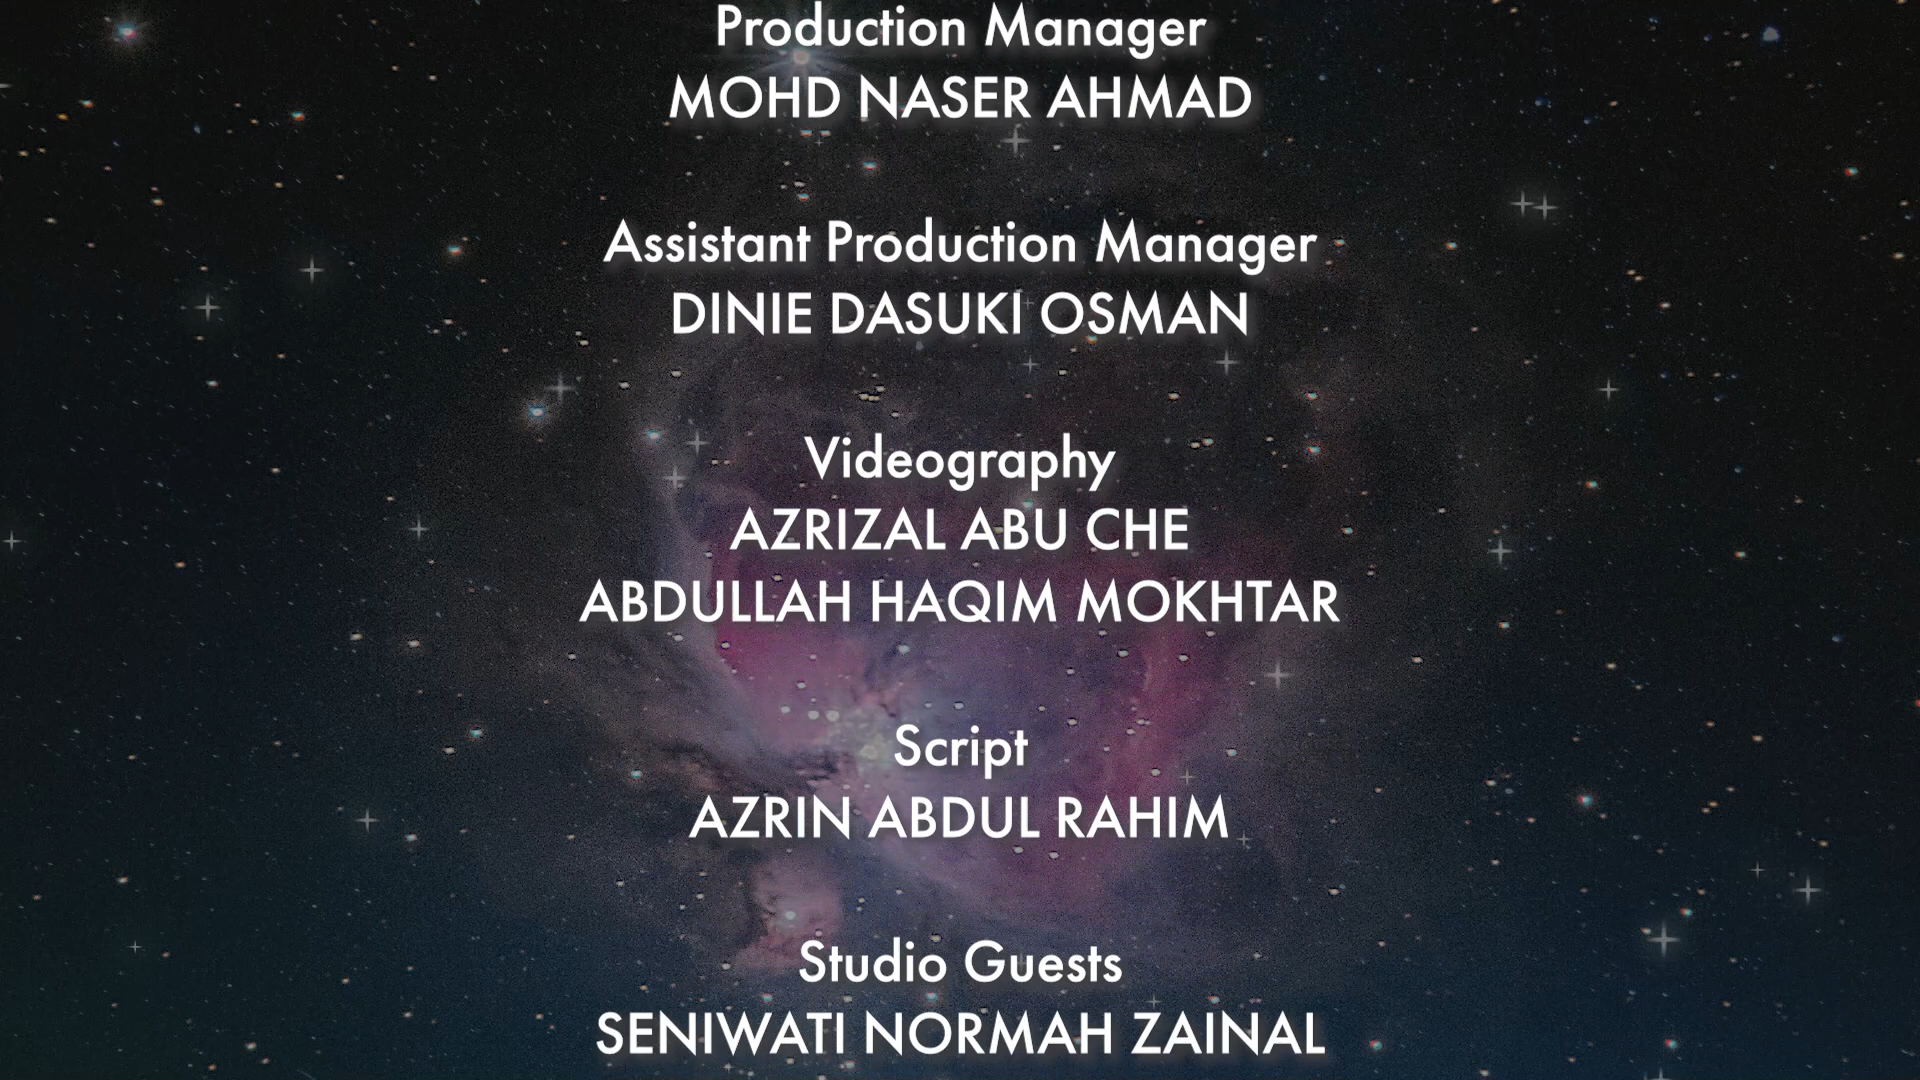 Production Manager
MOHD NASER AHMAD
Assistant Production Manager
DINIE DASUKI OSMAN
Videography
AZRIZAL ABU CHE
ABDULLAH HAQIM MOKHTAR
Script
AZRIN ABDUL RAHIM
Studio Guests
SENIWATI NORMAH ZAINAL